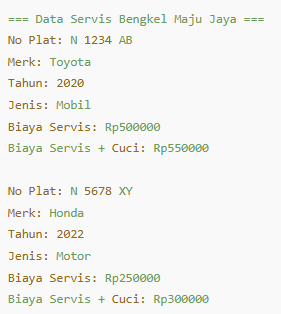 === Data Servis Bengkel Maju Jaya ===
No Plat: N 1234 AB
Merk: Toyota
Tahun: 2020
Jenis: Mobil
Biaya Servis: Rp500000
Biaya Servis + Cuci: Rp550000
No Plat: N 5678 XY
Merk: Honda
Tahun: 2022
Jenis: Motor
Biaya Servis: Rp250000
Biaya Servis + Cuci: Rp300000